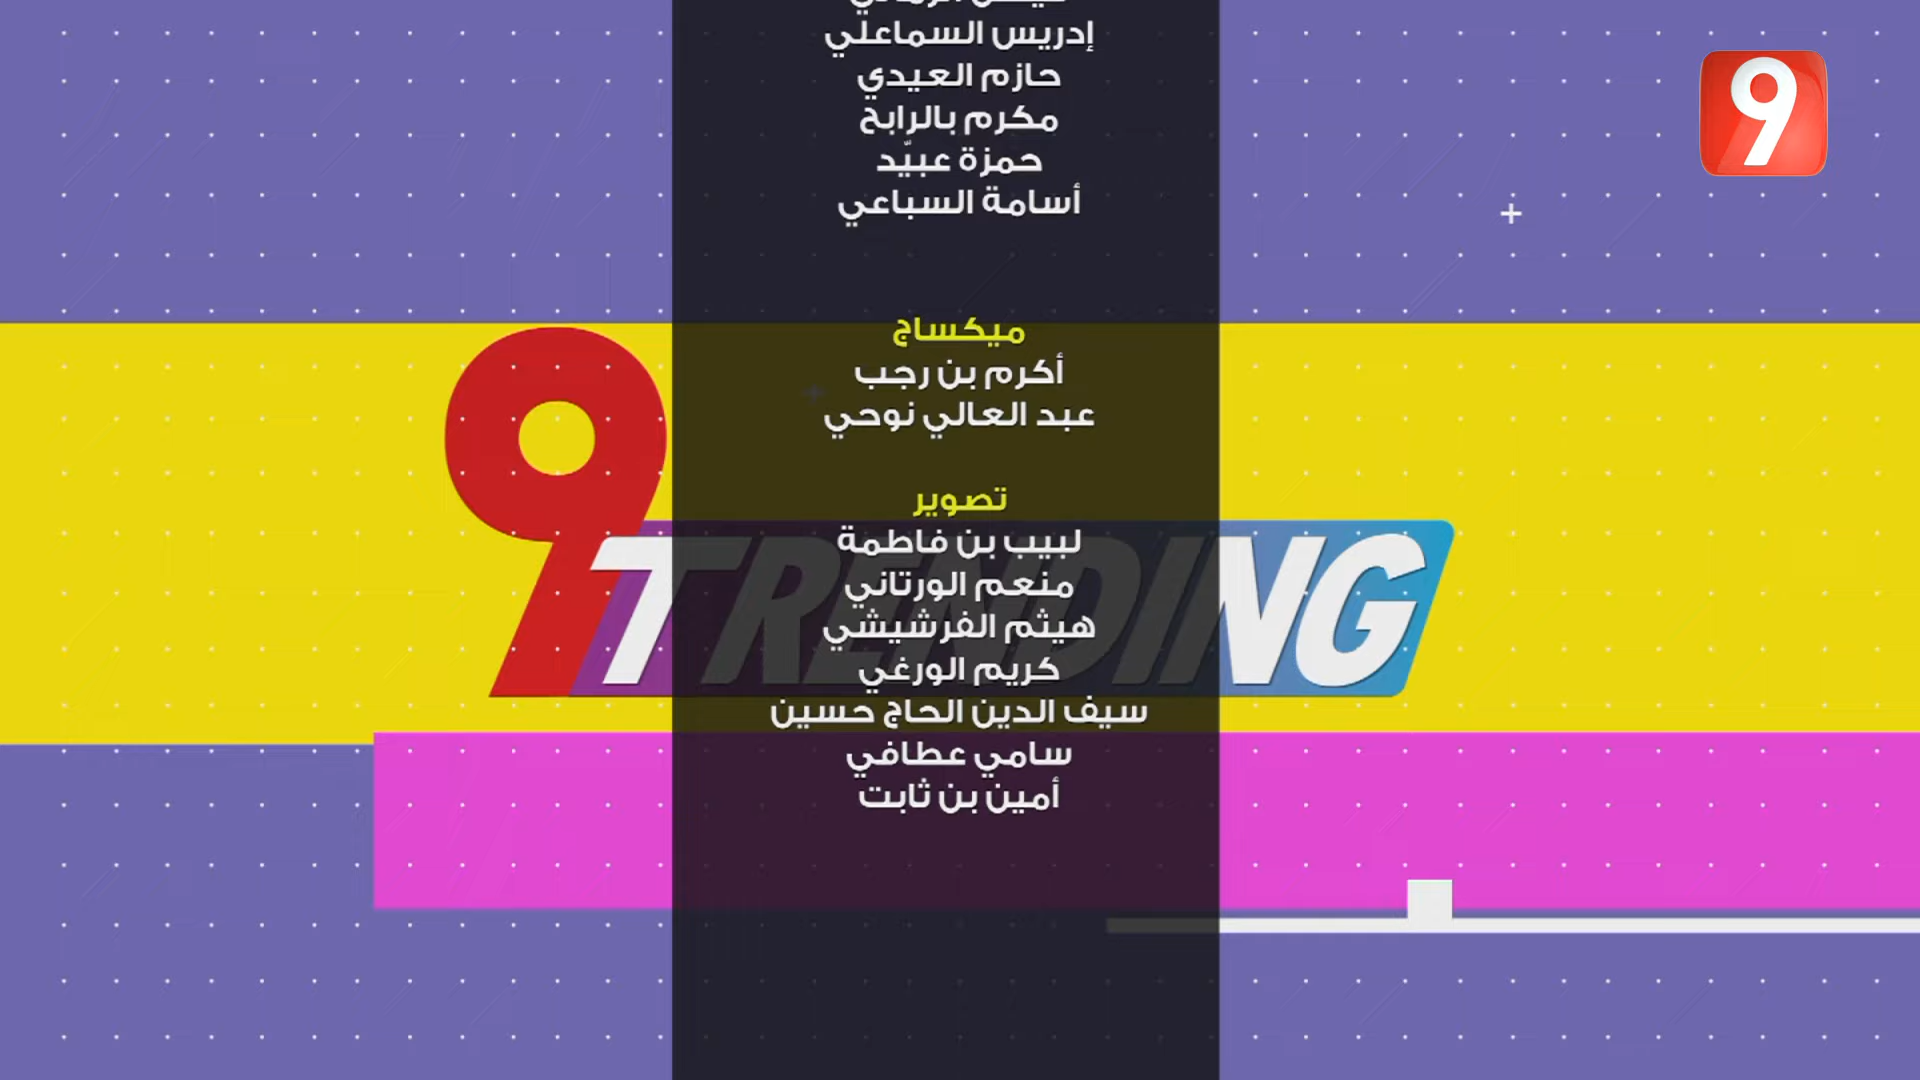 إدريس السماعلي
حازم العيدي
مكرم بالرابح
حمزة عبيّد
أسامة السباعي
9
ميكساج
أكرم بن رجب
عبد العالي نوحي
تصوير
لبيب بن فاطمة
منعم الورتاني
هيثم الفرشيشي
كريم الورغي
سيف الدين الحاج حسين
سامي عطافي
أمين بن ثابت
9 TRENDING